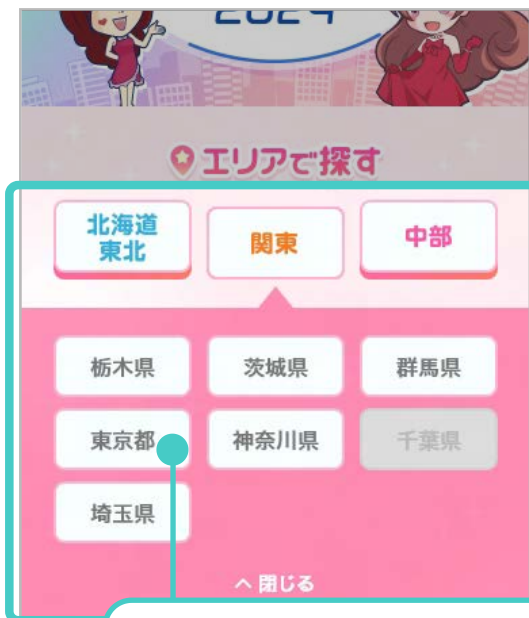 2024
エリアで探す
北海道
東北
関東
中部
栃木県
茨城県
群馬県
東京都
神奈川県
千葉県
埼玉県
へ 閉じる